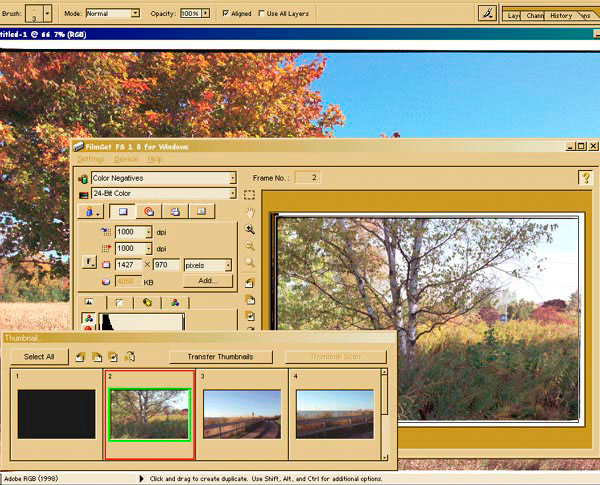 Brush: 3 Mode: Normal Opacity: 100% Aligned Use All Layers Chann History
titled-1 @ 66.7% (RGB)
FilmGet FS 1.0 for Windows
Settings Device Help
Color Negatives Frame No.: 2
24-Bit Color
1000 dpi
1000 dpi
1427 × 970 pixels
4056 KB Add...
Thumbnail...
Select All Transfer Thumbnails Thumbnail Scan
1 2 3 4
Adobe RGB (1998) Click and drag to create duplicate. Use Shift, Alt, and Ctrl for additional options.